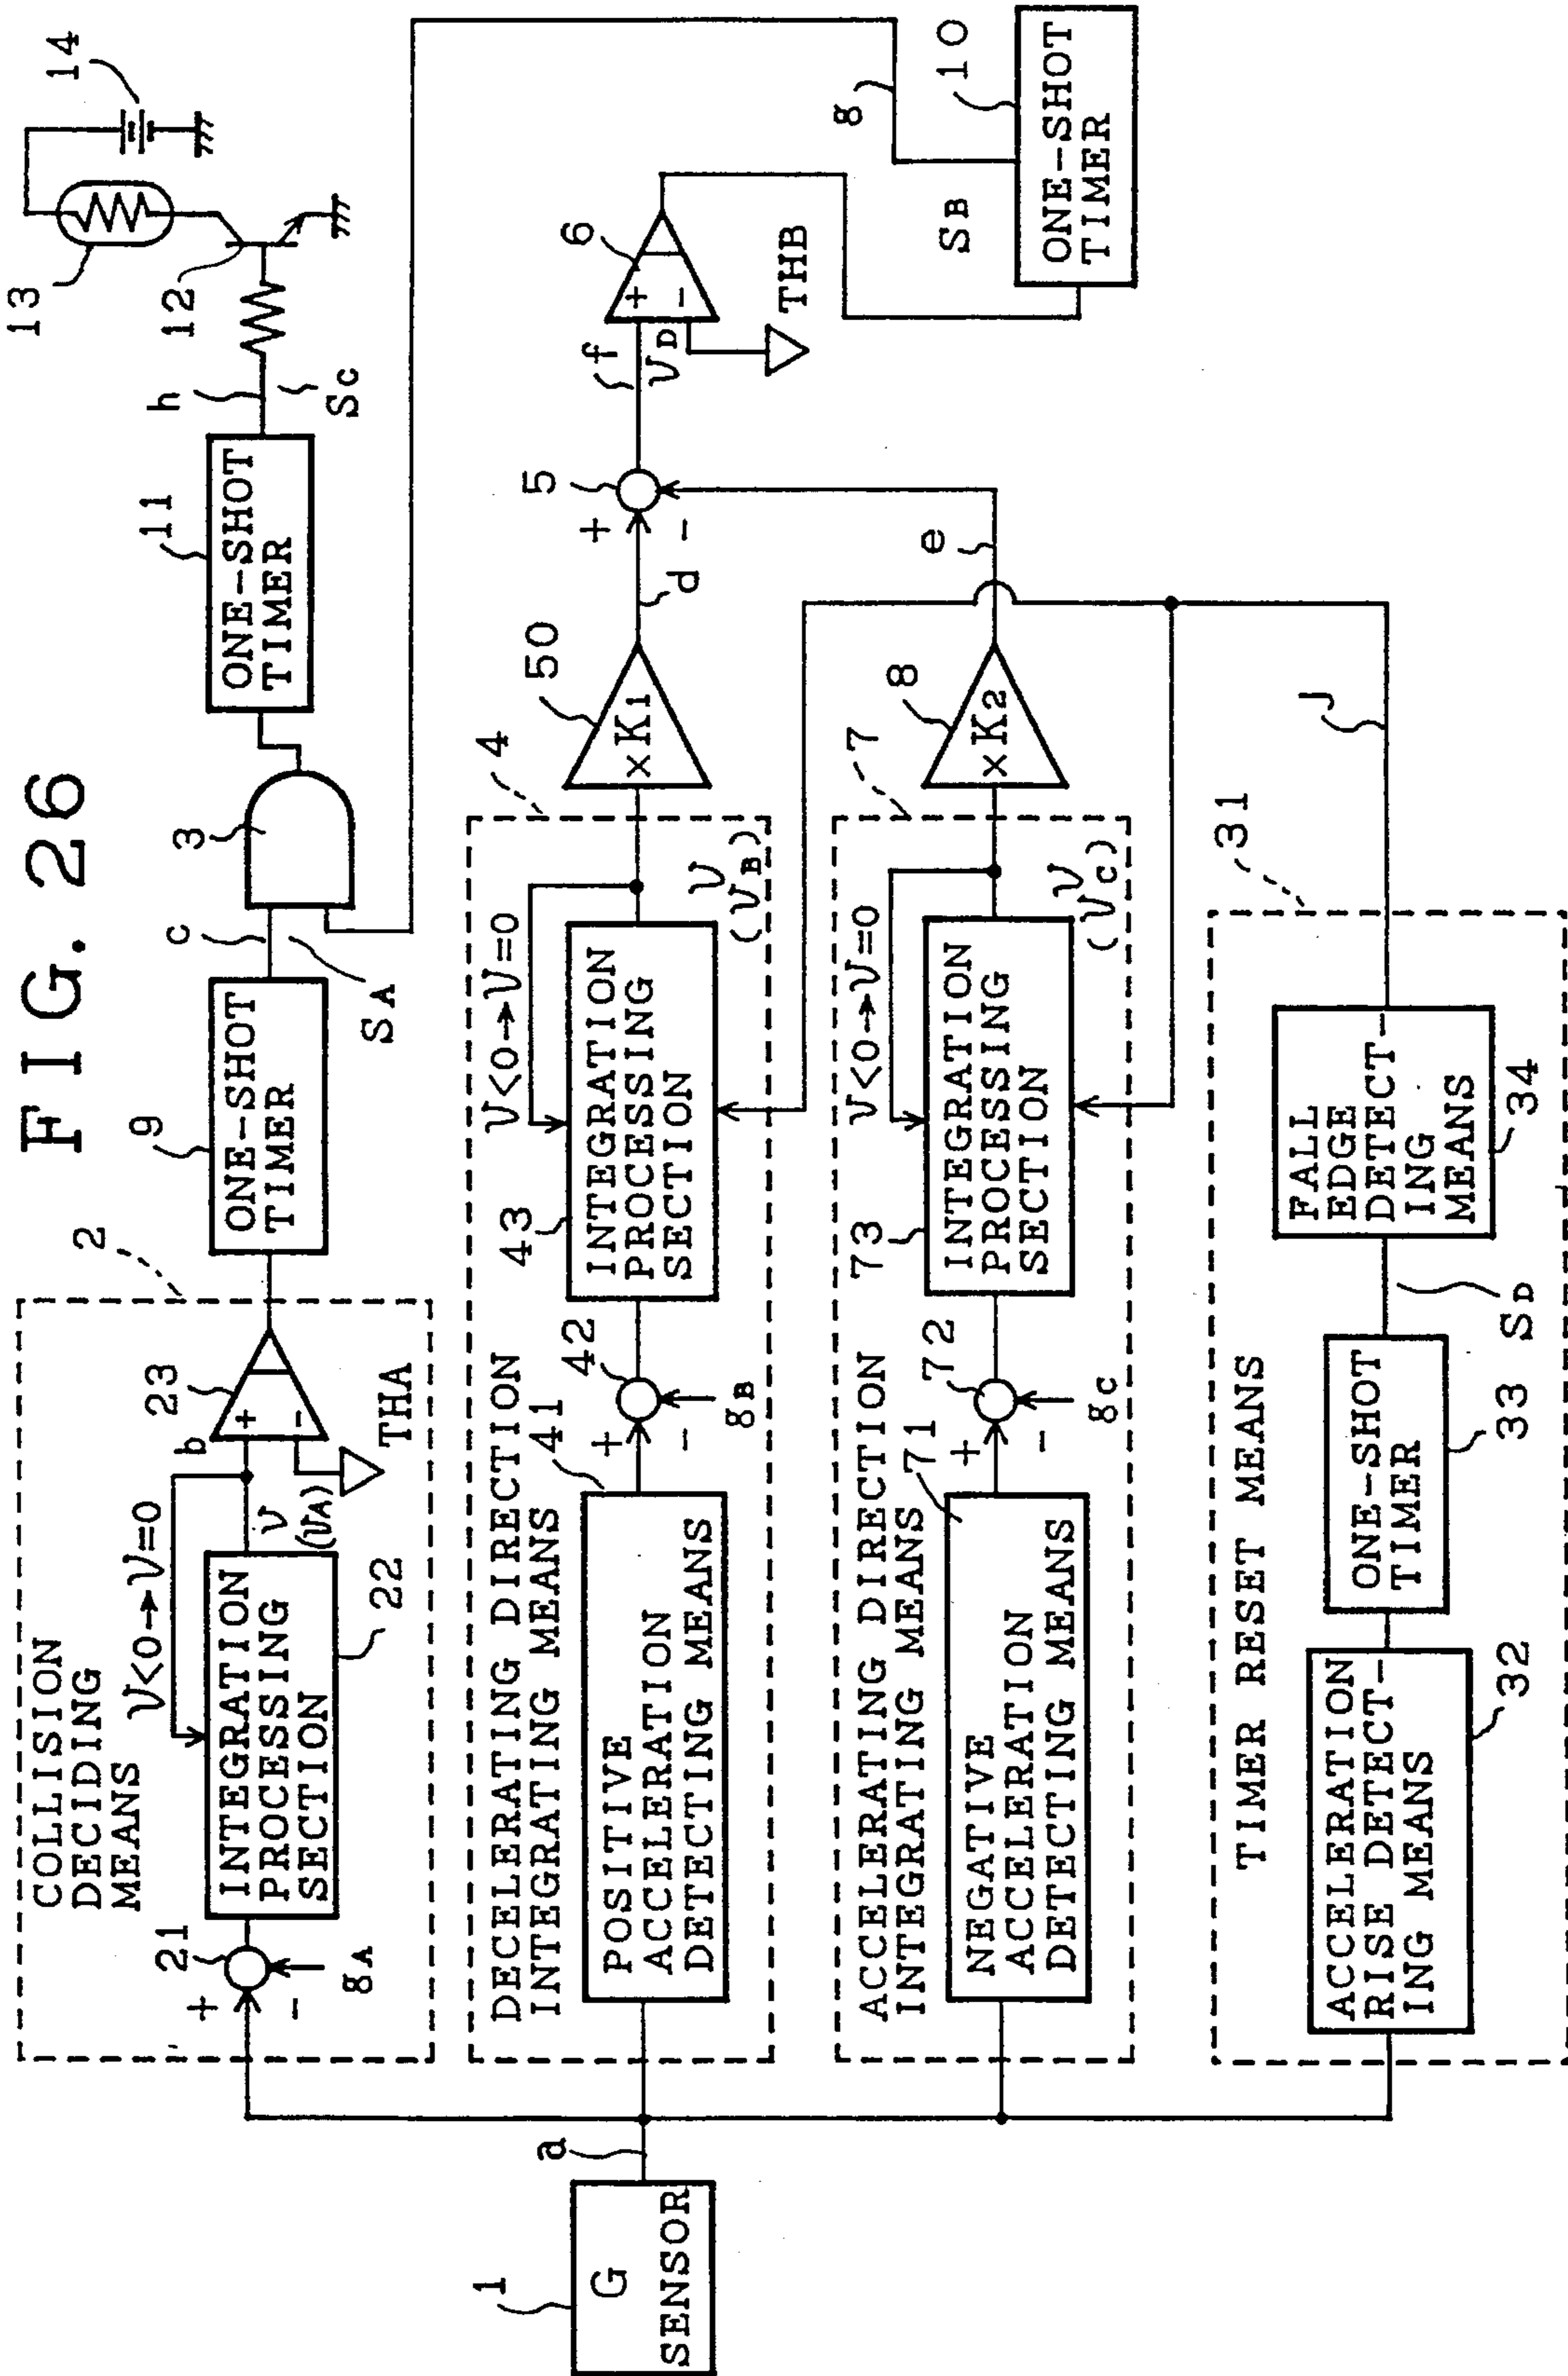 FIG. 26
1
G
SENSOR
a
COLLISION
DECIDING
MEANS
2
21
+
-
gA
INTEGRATION
PROCESSING
SECTION
22
V<0→V=0
V
(VA)
b
23
+
-
THA
9
ONE-SHOT
TIMER
c
SA
3
11
ONE-SHOT
TIMER
h
SC
12
13
14
DECELERATING DIRECTION
INTEGRATING MEANS
4
POSITIVE
ACCELERATION
DETECTING MEANS
41
+
-
42
gB
43
INTEGRATION
PROCESSING
SECTION
V<0→V=0
V
(VB)
50
×K1
d
5
+
-
f
VD
6
+
-
THB
SB
g
10
ONE-SHOT
TIMER
ACCELERATING DIRECTION
INTEGRATING MEANS
7
NEGATIVE
ACCELERATION
DETECTING MEANS
71
+
-
72
gC
73
INTEGRATION
PROCESSING
SECTION
V<0→V=0
V
(VC)
8
×K2
e
TIMER RESET MEANS
31
ACCELERATION
RISE DETECT-
ING MEANS
32
ONE-SHOT
TIMER
33
SD
FALL
EDGE
DETECT-
ING
MEANS
34
J